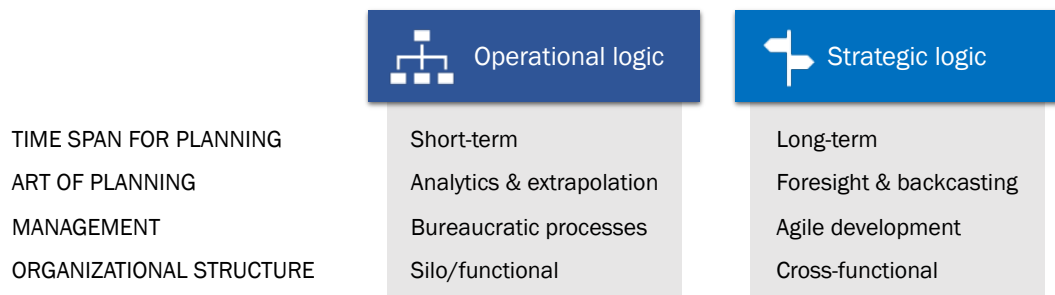 Operational logic Strategic logic
TIME SPAN FOR PLANNING Short-term Long-term
ART OF PLANNING Analytics & extrapolation Foresight & backcasting
MANAGEMENT Bureaucratic processes Agile development
ORGANIZATIONAL STRUCTURE Silo/functional Cross-functional